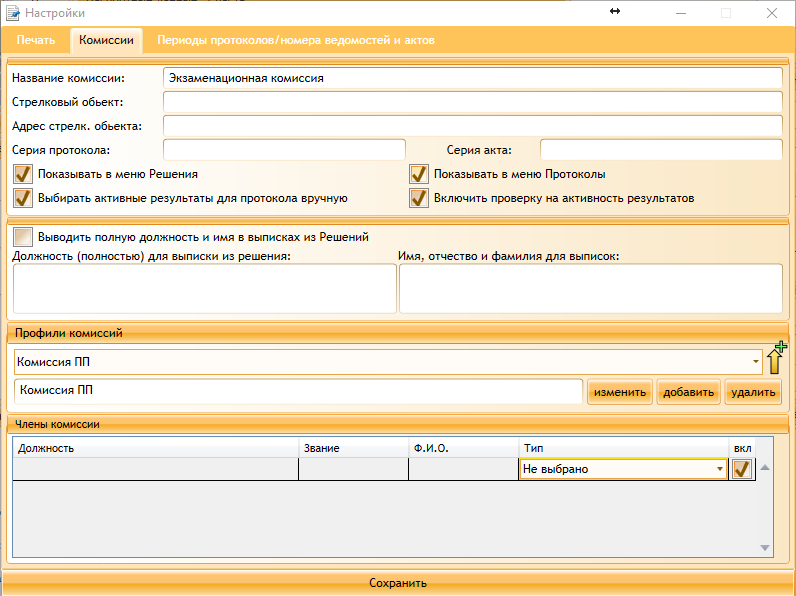 Настройки
Печать Комиссии Периоды протоколов/номера ведомостей и актов
Название комиссии: Экзаменационная комиссия
Стрелковый обьект:
Адрес стрелк. обьекта:
Серия протокола: Серия акта:
Показывать в меню Решения Показывать в меню Протоколы
Выбирать активные результаты для протокола вручную Включить проверку на активность результатов
Выводить полную должность и имя в выписках из Решений
Должность (полностью) для выписки из решения: Имя, отчество и фамилия для выписок:
Профили комиссий
Комиссия ПП
Комиссия ПП изменить добавить удалить
Члены комиссии
Должность Звание Ф.И.О. Тип вкл
Не выбрано
Сохранить